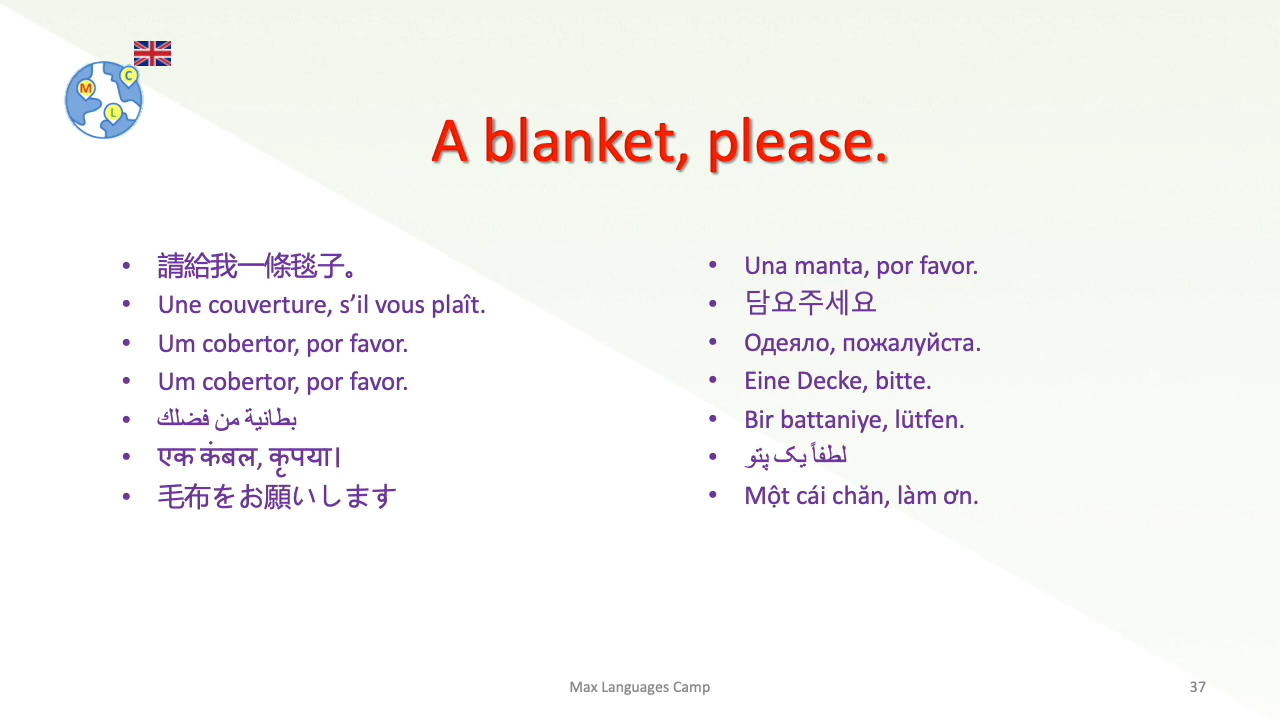 M
C
L
A blanket, please.
• 請給我一條毯子。
• Une couverture, s’il vous plaît.
• Um cobertor, por favor.
• Um cobertor, por favor.
• بطانية من فضلك
• एक कंबल, कृपया।
• 毛布をお願いします
• Una manta, por favor.
• 담요주세요
• Одеяло, пожалуйста.
• Eine Decke, bitte.
• Bir battaniye, lütfen.
• لطفاً یک پتو
• Một cái chăn, làm ơn.
Max Languages Camp
37